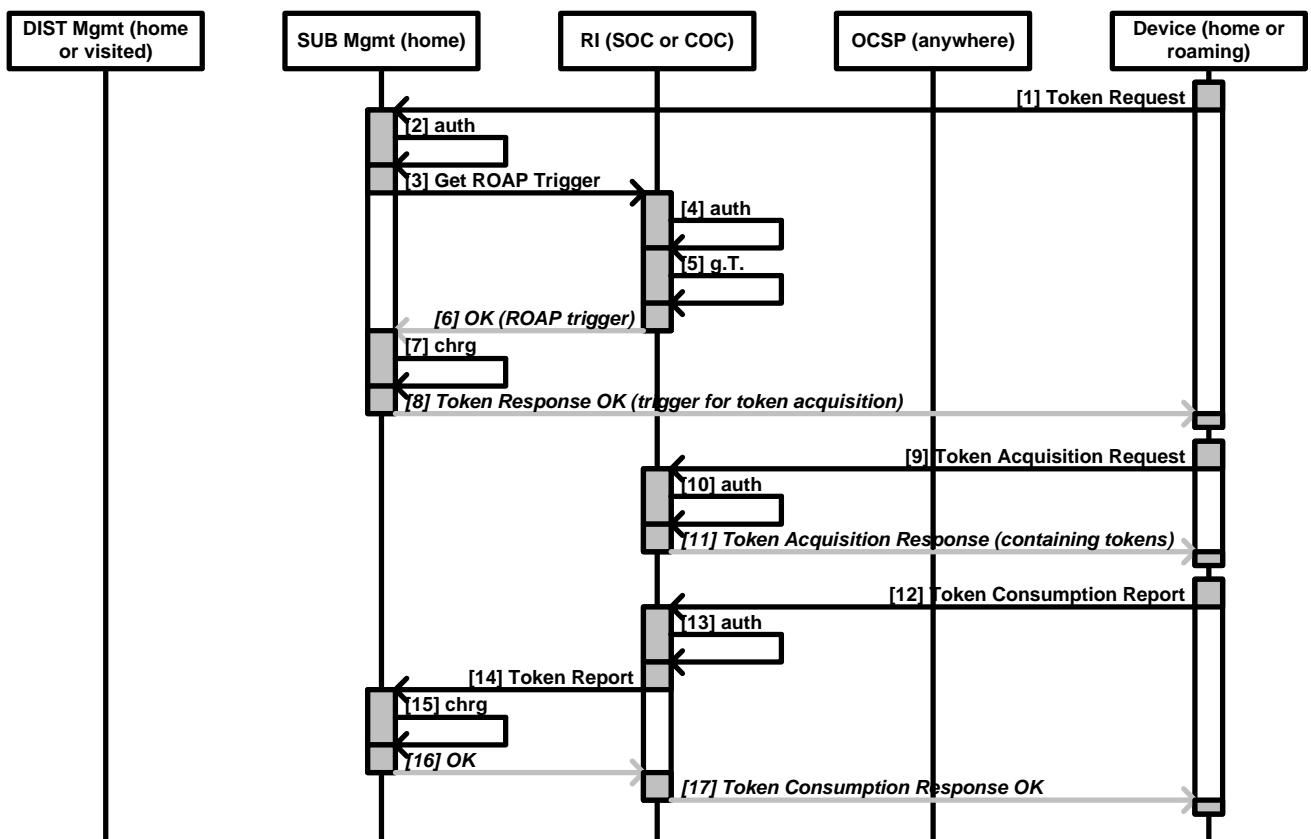 DIST Mgmt (home
or visited)
SUB Mgmt (home)
RI (SOC or COC)
OCSP (anywhere)
Device (home or
roaming)
[1] Token Request
[2] auth
[3] Get ROAP Trigger
[4] auth
[5] g.T.
[6] OK (ROAP trigger)
[7] chrg
[8] Token Response OK (trigger for token acquisition)
[9] Token Acquisition Request
[10] auth
[11] Token Acquisition Response (containing tokens)
[12] Token Consumption Report
[13] auth
[14] Token Report
[15] chrg
[16] OK
[17] Token Consumption Response OK